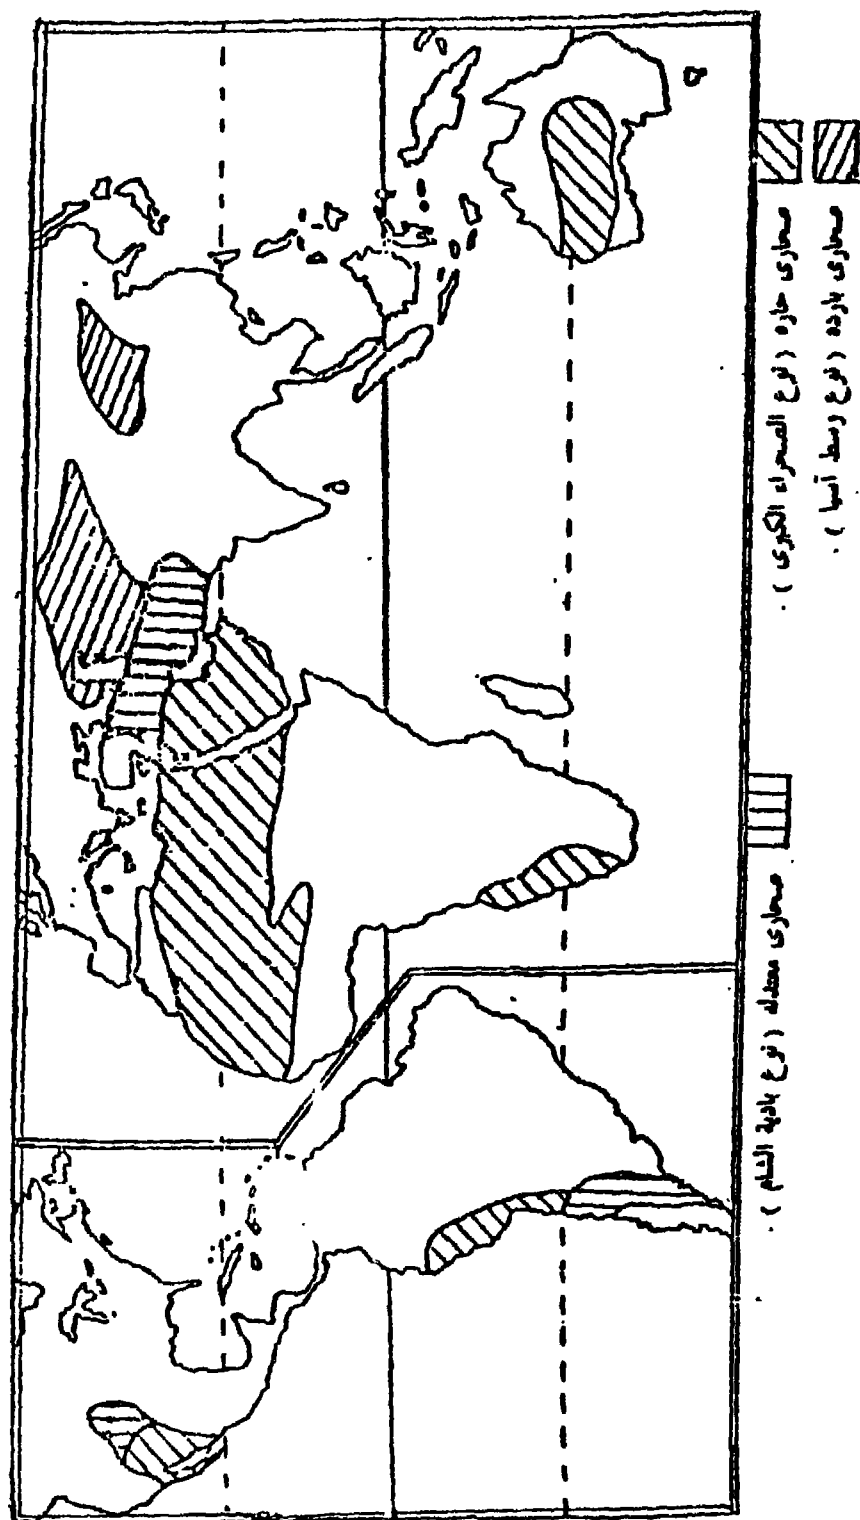 صحارى باردة ( نوع وسط آسيا ) .
صحارى حارة ( نوع الصحراء الكبرى ) .
صحارى معتدلة ( نوع بادية الشام ) .